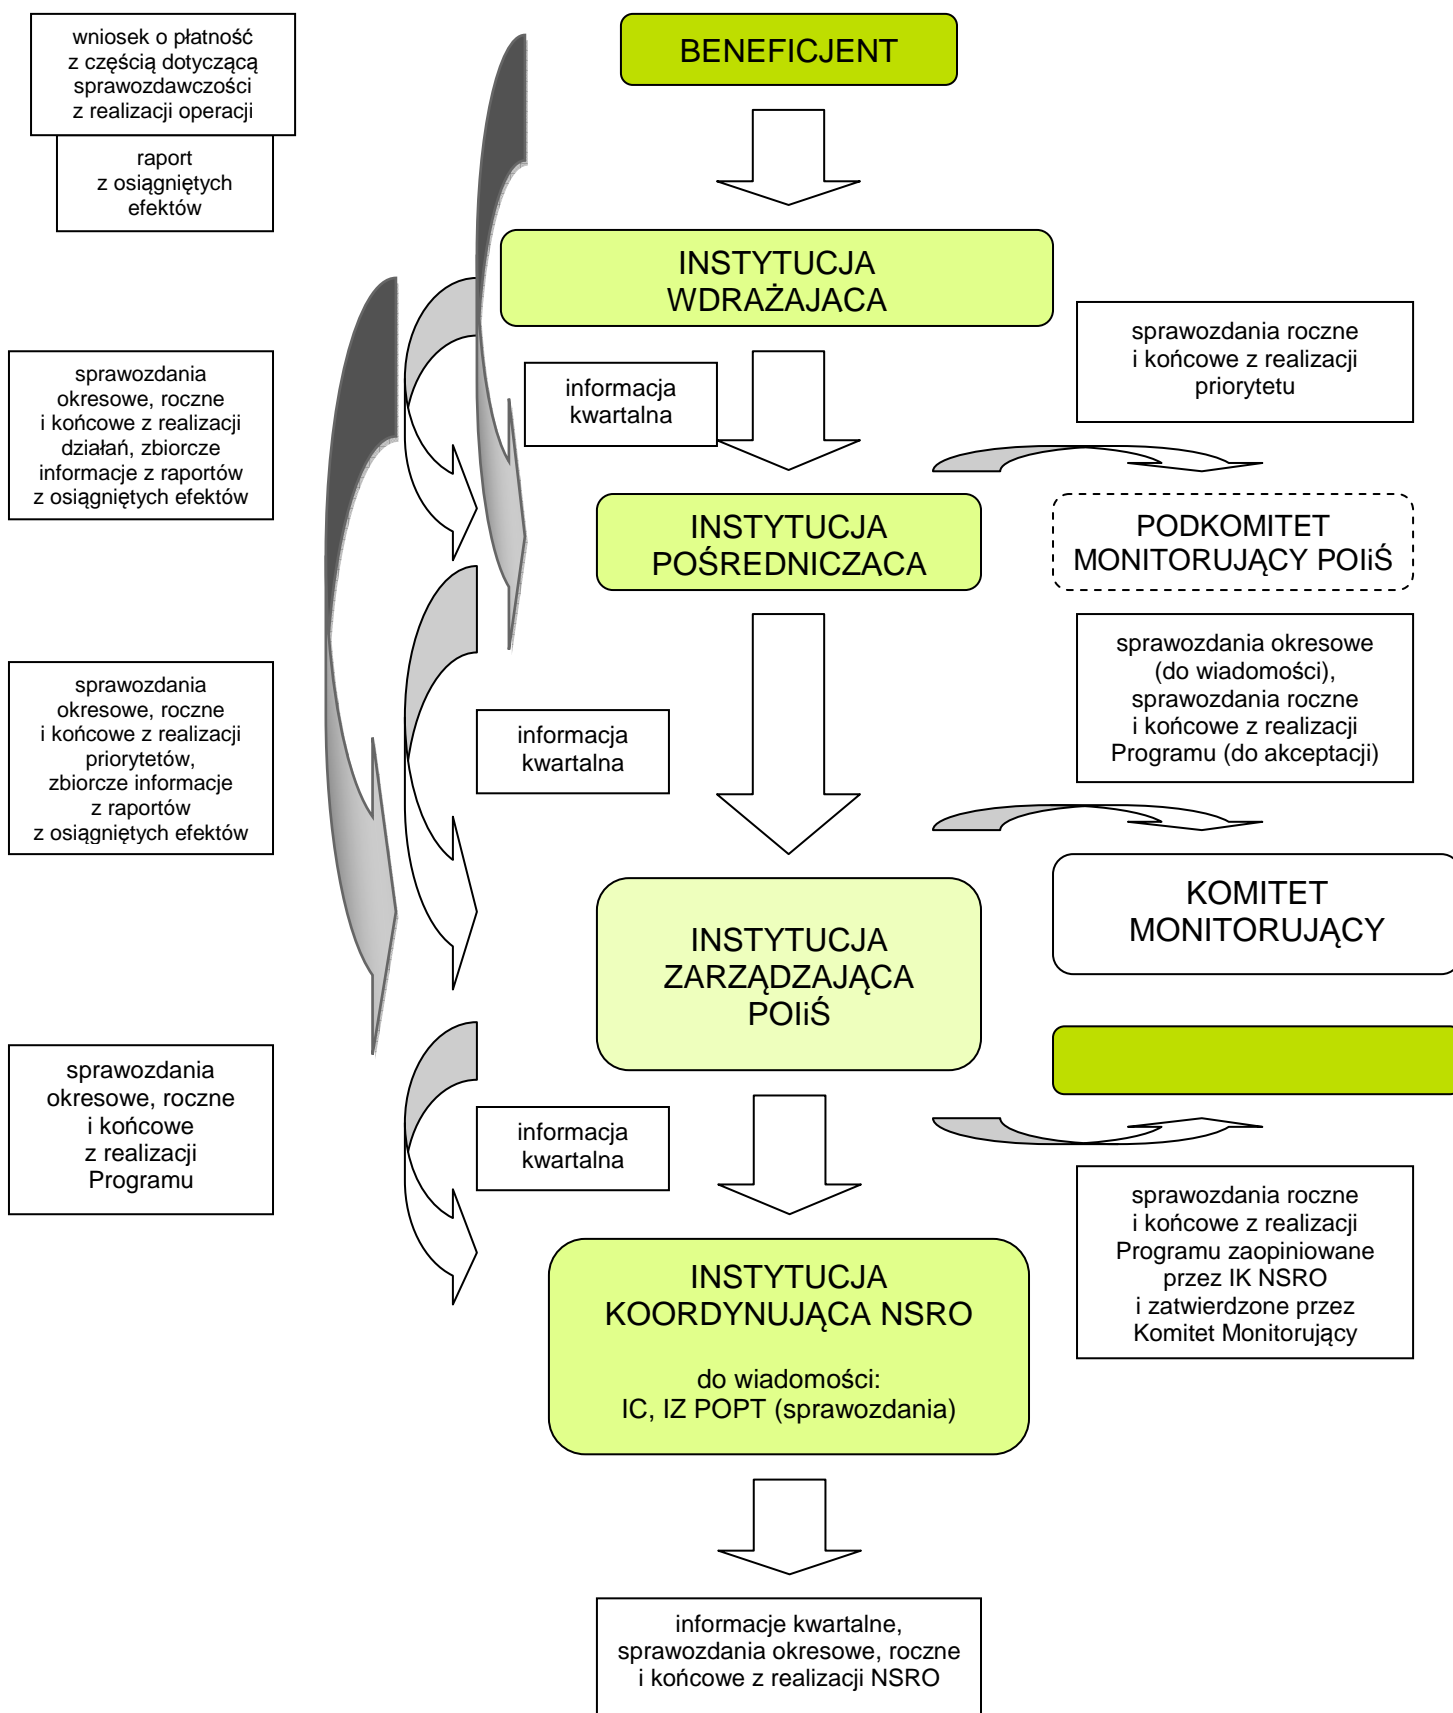 wniosek o płatność
z częścią dotyczącą
sprawozdawczości
z realizacji operacji
raport
z osiągniętych
efektów
BENEFICJENT
INSTYTUCJA
WDRAŻAJĄCA
sprawozdania roczne
i końcowe z realizacji
priorytetu
sprawozdania
okresowe, roczne
i końcowe z realizacji
działań, zbiorcze
informacje z raportów
z osiągniętych efektów
informacja
kwartalna
INSTYTUCJA
POŚREDNICZĄCA
PODKOMITET
MONITORUJĄCY POIiŚ
sprawozdania okresowe
(do wiadomości),
sprawozdania roczne
i końcowe z realizacji
Programu (do akceptacji)
sprawozdania
okresowe, roczne
i końcowe z realizacji
priorytetów,
zbiorcze informacje
z raportów
z osiągniętych efektów
informacja
kwartalna
KOMITET
MONITORUJĄCY
INSTYTUCJA
ZARZĄDZAJĄCA
POIiŚ
sprawozdania
okresowe, roczne
i końcowe
z realizacji
Programu
informacja
kwartalna
sprawozdania roczne
i końcowe z realizacji
Programu zaopiniowane
przez IK NSRO
i zatwierdzone przez
Komitet Monitorujący
INSTYTUCJA
KOORDYNUJĄCA NSRO
do wiadomości:
IC, IZ POPT (sprawozdania)
informacje kwartalne,
sprawozdania okresowe, roczne
i końcowe z realizacji NSRO